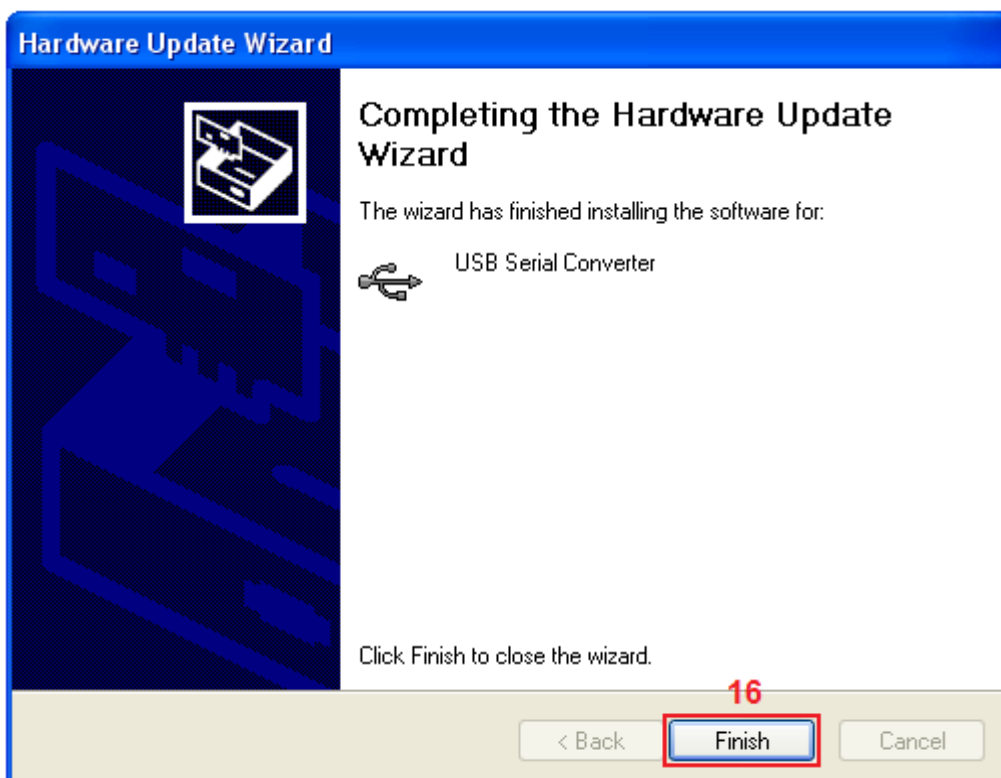 Hardware Update Wizard
Completing the Hardware Update
Wizard
The wizard has finished installing the software for:
USB Serial Converter
Click Finish to close the wizard.
16
< Back Finish Cancel